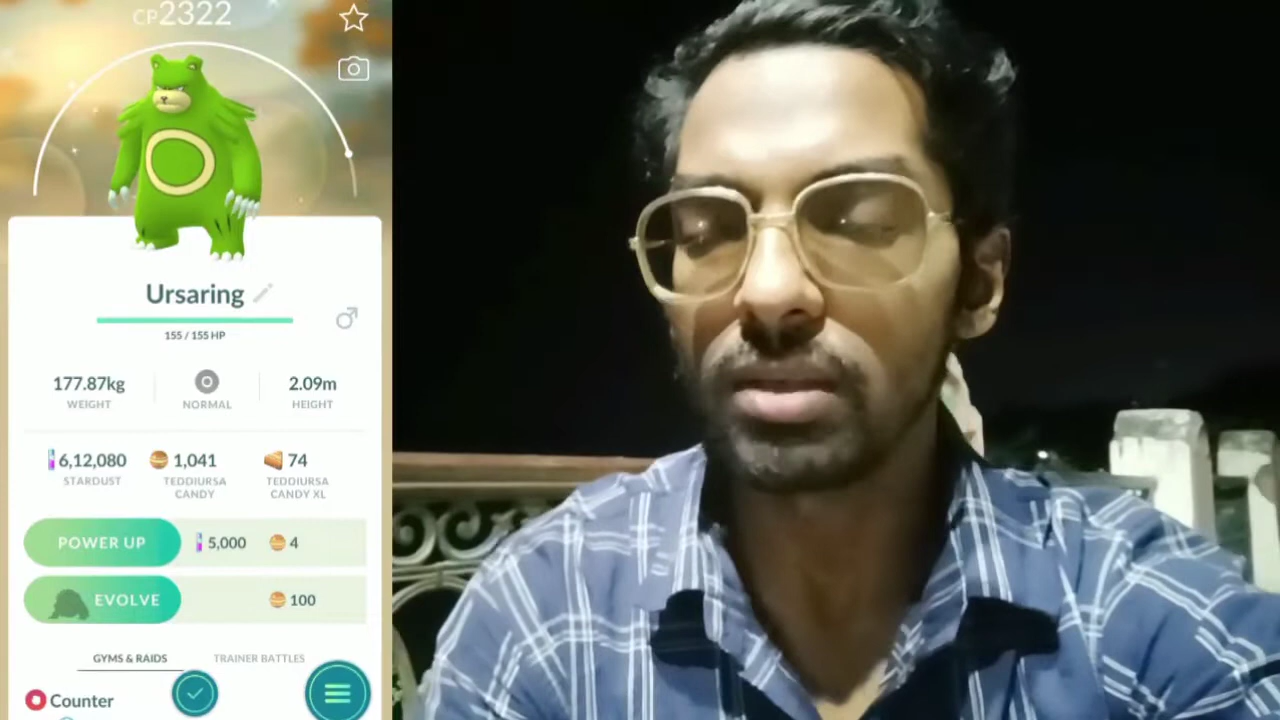 CP2322
Ursaring
155 / 155 HP
177.87kg
WEIGHT
NORMAL
2.09m
HEIGHT
6,12,080
STARDUST
1,041
TEDDIURSA
CANDY
74
TEDDIURSA
CANDY XL
POWER UP
5,000
4
EVOLVE
100
GYMS & RAIDS
TRAINER BATTLES
Counter